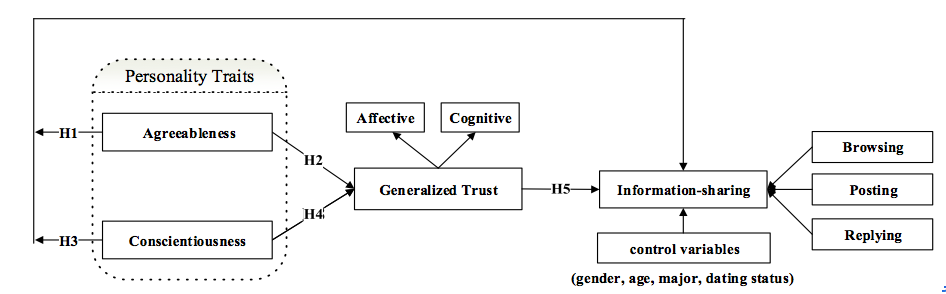 Personality Traits
Affective
Cognitive
H1
Agreeableness
H2
Browsing
Generalized Trust
H5
Information-sharing
Posting
H4
H3
Conscientiousness
control variables
Replying
(gender, age, major, dating status)